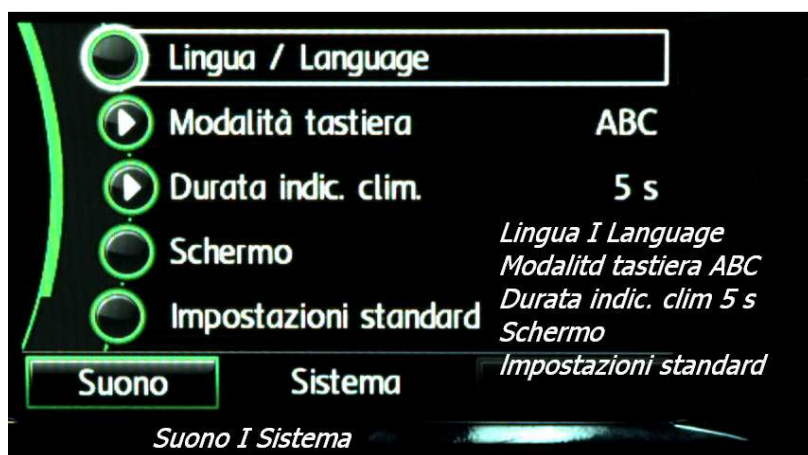 Lingua / Language
Modalità tastiera ABC
Durata indic. clim. 5 s
Schermo
Impostazioni standard
Lingua I Language
Modalitd tastiera ABC
Durata indic. clim 5 s
Schermo
Impostazioni standard
Suono Sistema
Suono I Sistema